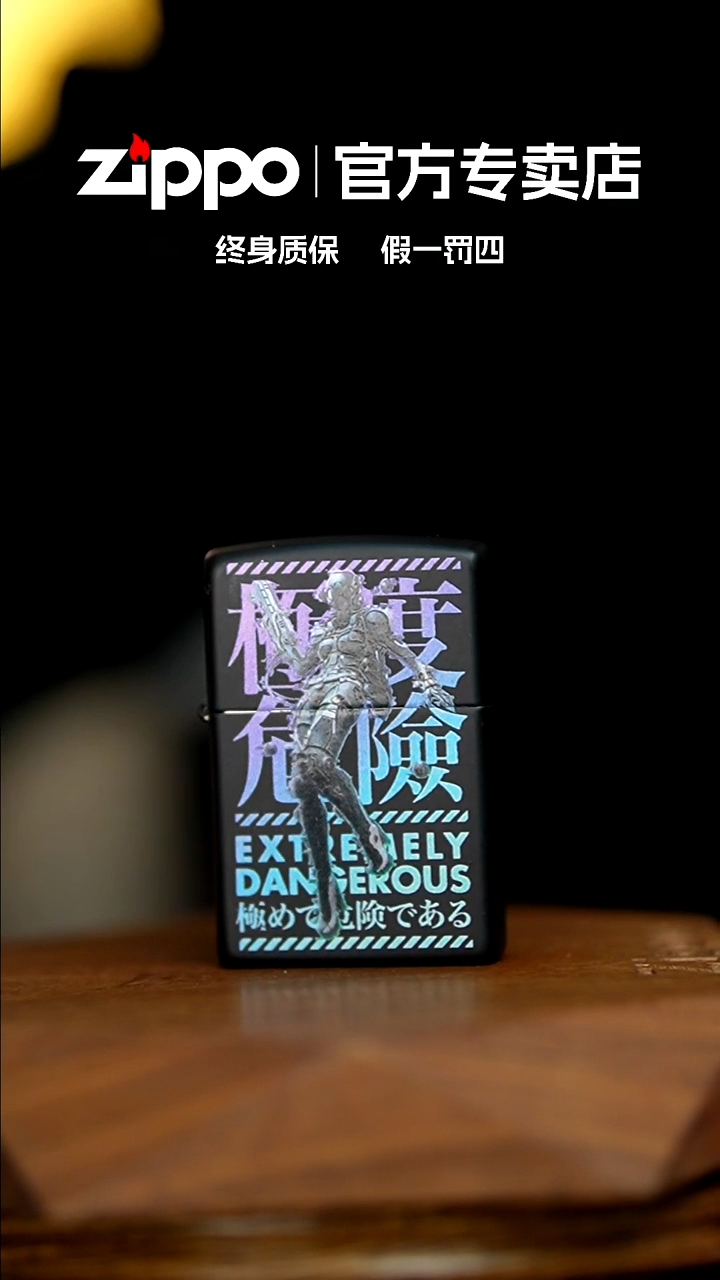 zippo 官方专卖店
终身质保 假一罚四
極度
危險
EXTREMELY
DANGEROUS
極めて危険である